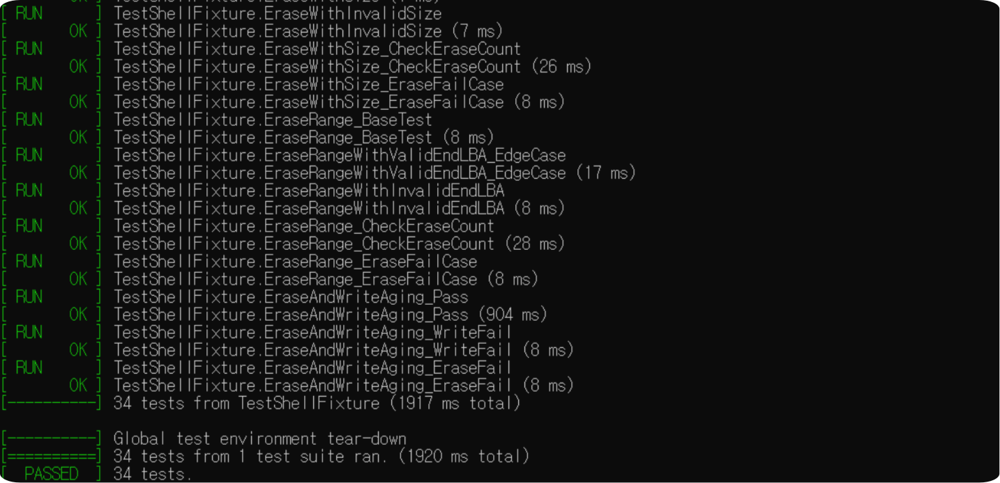 [ RUN      ] TestShellFixture.EraseWithInvalidSize
[       OK ] TestShellFixture.EraseWithInvalidSize (7 ms)
[ RUN      ] TestShellFixture.EraseWithSize_CheckEraseCount
[       OK ] TestShellFixture.EraseWithSize_CheckEraseCount (26 ms)
[ RUN      ] TestShellFixture.EraseWithSize_EraseFailCase
[       OK ] TestShellFixture.EraseWithSize_EraseFailCase (8 ms)
[ RUN      ] TestShellFixture.EraseRange_BaseTest
[       OK ] TestShellFixture.EraseRange_BaseTest (8 ms)
[ RUN      ] TestShellFixture.EraseRangeWithValidEndLBA_EdgeCase
[       OK ] TestShellFixture.EraseRangeWithValidEndLBA_EdgeCase (17 ms)
[ RUN      ] TestShellFixture.EraseRangeWithInvalidEndLBA
[       OK ] TestShellFixture.EraseRangeWithInvalidEndLBA (8 ms)
[ RUN      ] TestShellFixture.EraseRange_CheckEraseCount
[       OK ] TestShellFixture.EraseRange_CheckEraseCount (28 ms)
[ RUN      ] TestShellFixture.EraseRange_EraseFailCase
[       OK ] TestShellFixture.EraseRange_EraseFailCase (8 ms)
[ RUN      ] TestShellFixture.EraseAndWriteAging_Pass
[       OK ] TestShellFixture.EraseAndWriteAging_Pass (904 ms)
[ RUN      ] TestShellFixture.EraseAndWriteAging_WriteFail
[       OK ] TestShellFixture.EraseAndWriteAging_WriteFail (8 ms)
[ RUN      ] TestShellFixture.EraseAndWriteAging_EraseFail
[       OK ] TestShellFixture.EraseAndWriteAging_EraseFail (8 ms)
[----------] 34 tests from TestShellFixture (1917 ms total)
[----------] Global test environment tear-down
[==========] 34 tests from 1 test suite ran. (1920 ms total)
[  PASSED  ] 34 tests.